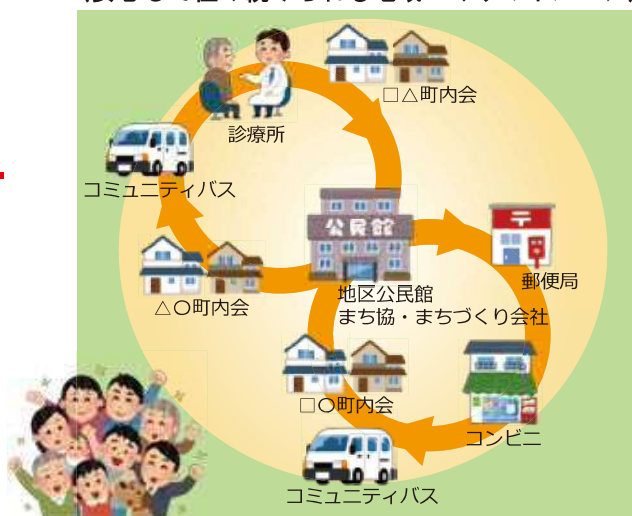 □△町内会
診療所
コミュニティバス
公民館
〒
郵便局
△○町内会
地区公民館
まち協・まちづくり会社
□○町内会
コンビニ
コミュニティバス